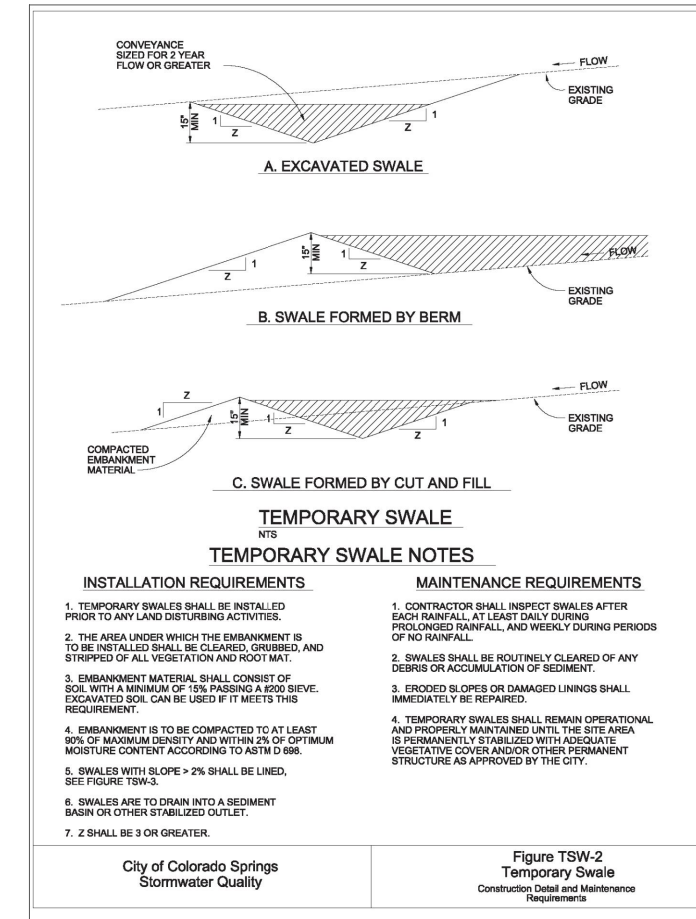 CONVEYANCE
SIZED FOR 2 YEAR
FLOW OR GREATER
FLOW
EXISTING
GRADE
15"
MIN
1
Z
1
Z
A. EXCAVATED SWALE
15"
MIN
1
Z
1
Z
FLOW
EXISTING
GRADE
B. SWALE FORMED BY BERM
Z
1
15"
MIN
1
Z
1
Z
FLOW
EXISTING
GRADE
COMPACTED
EMBANKMENT
MATERIAL
C. SWALE FORMED BY CUT AND FILL
TEMPORARY SWALE
NTS
TEMPORARY SWALE NOTES
INSTALLATION REQUIREMENTS
1. TEMPORARY SWALES SHALL BE INSTALLED
PRIOR TO ANY LAND DISTURBING ACTIVITIES.
2. THE AREA UNDER WHICH THE EMBANKMENT IS
TO BE INSTALLED SHALL BE CLEARED, GRUBBED, AND
STRIPPED OF ALL VEGETATION AND ROOT MAT.
3. EMBANKMENT MATERIAL SHALL CONSIST OF
SOIL WITH A MINIMUM OF 15% PASSING A #200 SIEVE.
EXCAVATED SOIL CAN BE USED IF IT MEETS THIS
REQUIREMENT.
4. EMBANKMENT IS TO BE COMPACTED TO AT LEAST
90% OF MAXIMUM DENSITY AND WITHIN 2% OF OPTIMUM
MOISTURE CONTENT ACCORDING TO ASTM D 698.
5. SWALES WITH SLOPE > 2% SHALL BE LINED,
SEE FIGURE TSW-3.
6. SWALES ARE TO DRAIN INTO A SEDIMENT
BASIN OR OTHER STABILIZED OUTLET.
7. Z SHALL BE 3 OR GREATER.
MAINTENANCE REQUIREMENTS
1. CONTRACTOR SHALL INSPECT SWALES AFTER
EACH RAINFALL, AT LEAST DAILY DURING
PROLONGED RAINFALL, AND WEEKLY DURING PERIODS
OF NO RAINFALL.
2. SWALES SHALL BE ROUTINELY CLEARED OF ANY
DEBRIS OR ACCUMULATION OF SEDIMENT.
3. ERODED SLOPES OR DAMAGED LININGS SHALL
IMMEDIATELY BE REPAIRED.
4. TEMPORARY SWALES SHALL REMAIN OPERATIONAL
AND PROPERLY MAINTAINED UNTIL THE SITE AREA
IS PERMANENTLY STABILIZED WITH ADEQUATE
VEGETATIVE COVER AND/OR OTHER PERMANENT
STRUCTURE AS APPROVED BY THE CITY.
City of Colorado Springs
Stormwater Quality
Figure TSW-2
Temporary Swale
Construction Detail and Maintenance
Requirements